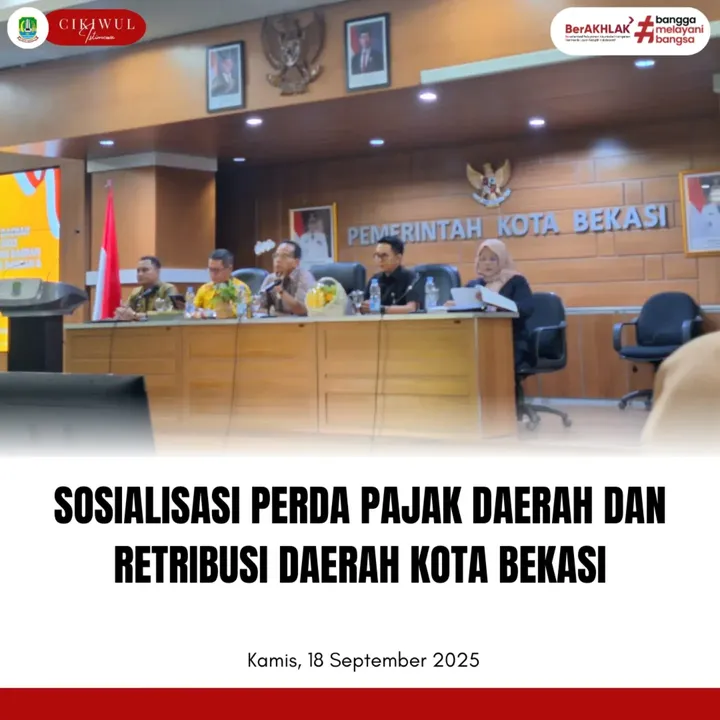 CIKIWUL
Istimewa
BerAKHLAK
#bangga
melayani
bangsa
PEMERINTAH KOTA BEKASI
SOSIALISASI PERDA PAJAK DAERAH DAN
RETRIBUSI DAERAH KOTA BEKASI
Kamis, 18 September 2025